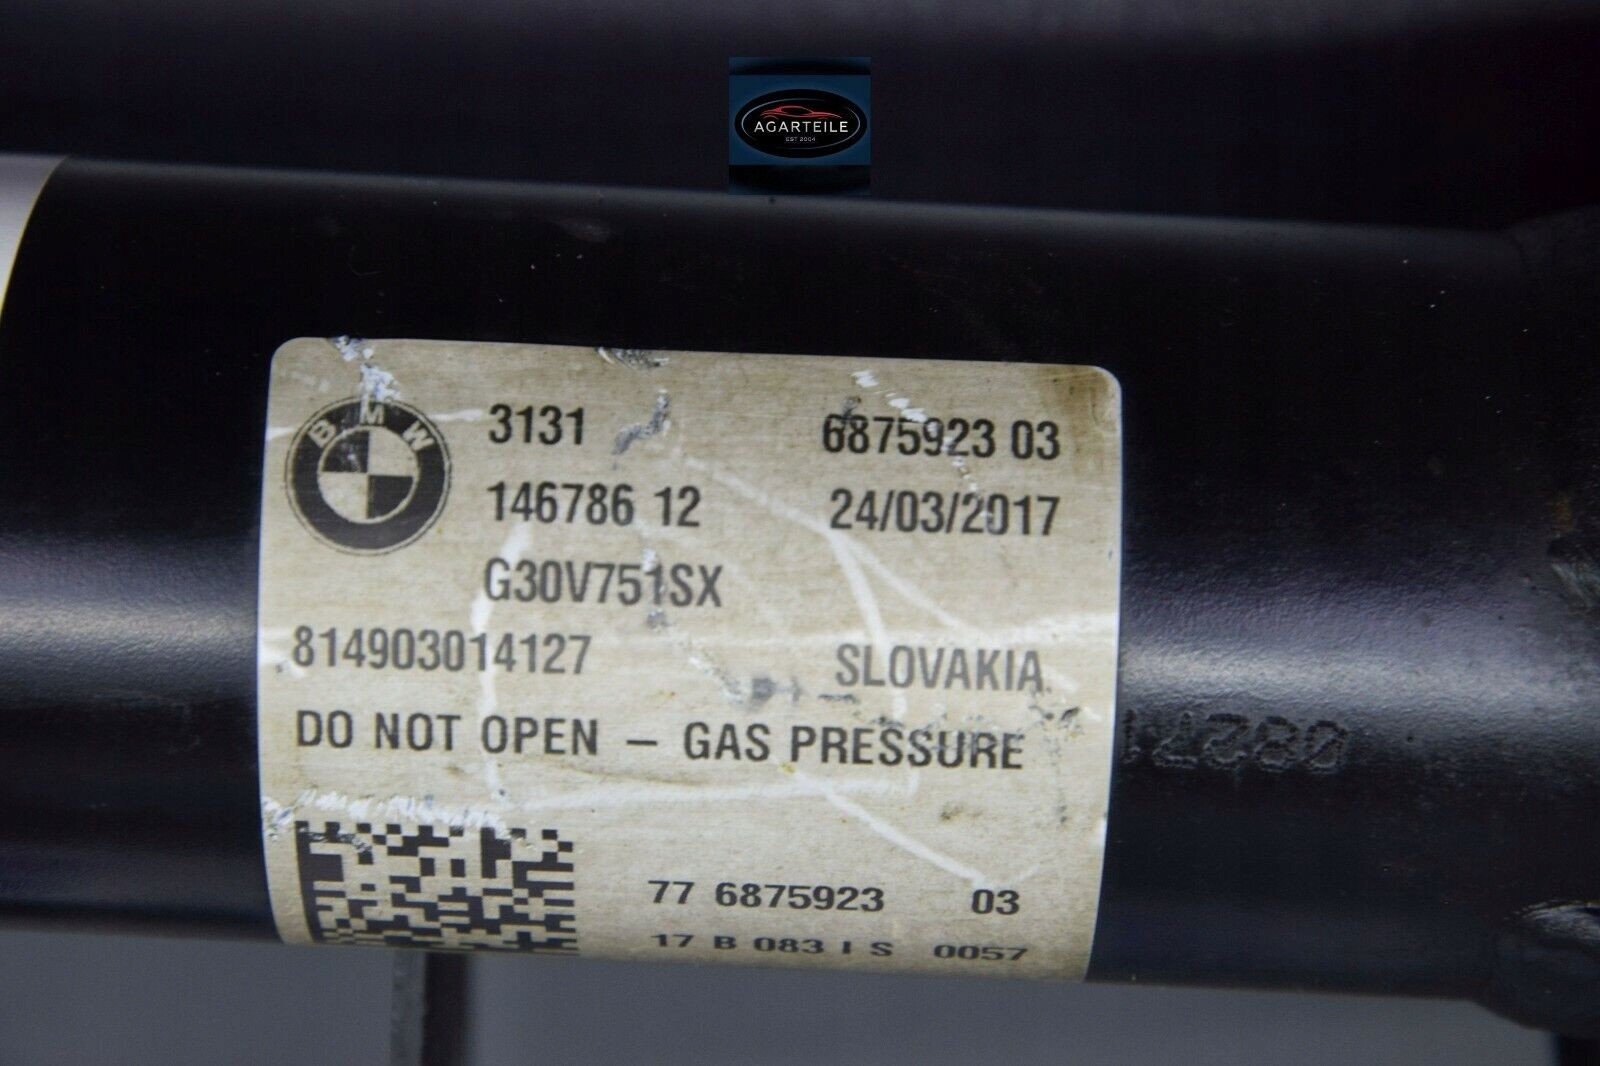 AGARTEILE
EST 2004
BMW
3131 6875923 03
146786 12 24/03/2017
G30V751SX
814903014127 SLOVAKIA
DO NOT OPEN – GAS PRESSURE
77 6875923 03
17 B 083 I S 0057